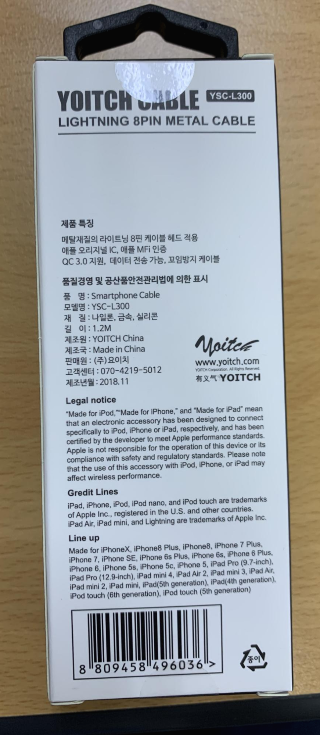 YOITCH CABLE YSC-L300
LIGHTNING 8PIN METAL CABLE
제품 특징
메탈재질의 라이트닝 8핀 케이블 헤드 적용
애플 오리지널 IC, 애플 MFi 인증
QC 3.0 지원, 데이터 전송 가능, 꼬임방지 케이블
품질경영 및 공산품안전관리법에 의한 표시
품 명 : Smartphone Cable
모델명 : YSC-L300
재 질 : 나일론, 금속, 실리콘
길 이 : 1.2M
제조원 : YOITCH China
제조국 : Made in China
판매원 : (주)요이치
고객센터 : 070-4219-5012
제조년월 : 2018.11
Yoitch
www.yoitch.com
YOITCH Corporation. All Rights Reserved.
有义气 YOITCH
Legal notice
"Made for iPod,""Made for iPhone," and "Made for iPad" mean
that an electronic accessory has been designed to connect
specifically to iPod, iPhone or iPad, respectively, and has been
certified by the developer to meet Apple performance standards.
Apple is not responsible for the operation of this device or its
compliance with safety and regulatory standards. Please note
that the use of this accessory with iPod, iPhone, or iPad may
affect wireless performance.
Gredit Lines
iPad, iPhone, iPod, iPod nano, and iPod touch are trademarks
of Apple Inc., registered in the U.S. and other countries.
iPad Air, iPad mini, and Lightning are trademarks of Apple Inc.
Line up
Made for iPhoneX, iPhone8 Plus, iPhone8, iPhone 7 Plus,
iPhone 7, iPhone SE, iPhone 6s Plus, iPhone 6s, iPhone 6 Plus,
iPhone 6, iPhone 5s, iPhone 5c, iPhone 5, iPad Pro (9.7-inch),
iPad Pro (12.9-inch), iPad mini 4, iPad Air 2, iPad mini 3, iPad Air,
iPad mini 2, iPad mini, iPad(5th generation), iPad(4th generation),
iPod touch (6th generation), iPod touch (5th generation)
8 809458 496036 >
종이